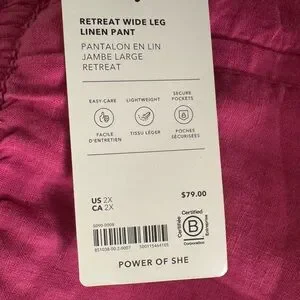 RETREAT WIDE LEG
LINEN PANT
PANTALON EN LIN
JAMBE LARGE
RETREAT
EASY-CARE
LIGHTWEIGHT
SECURE
POCKETS
FACILE
D'ENTRETIEN
TISSU LÉGER
POCHES
SÉCURISÉES
US 2X
CA 2X
$79.00
Certified
Certifiée
B
Corporation
POWER OF SHE